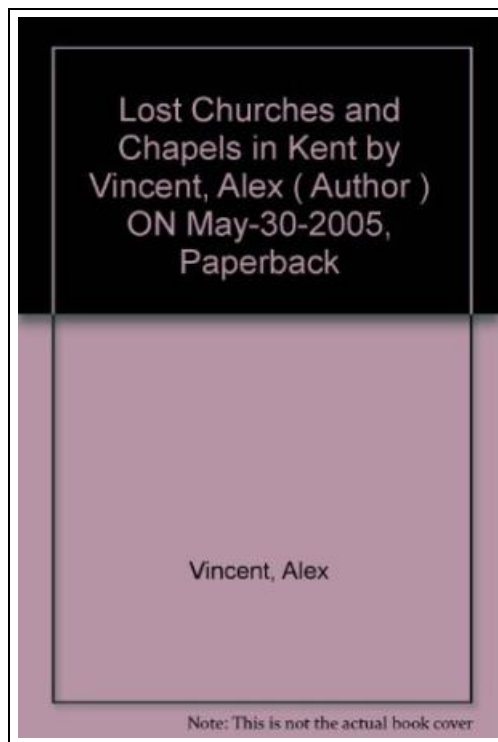 Lost Churches and
Chapels in Kent by
Vincent, Alex ( Author )
ON May-30-2005,
Paperback
Vincent, Alex
Note: This is not the actual book cover